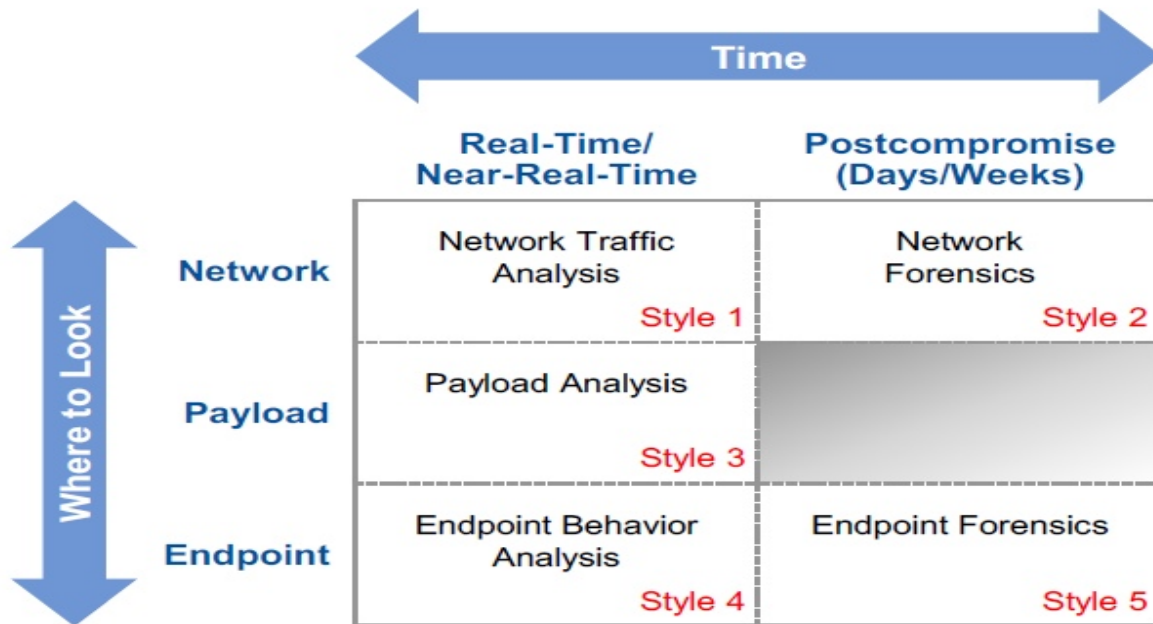 Time
Real-Time/
Near-Real-Time
Postcompromise
(Days/Weeks)
Where to Look
Network
Network Traffic
Analysis
Style 1
Network
Forensics
Style 2
Payload
Payload Analysis
Style 3
Endpoint
Endpoint Behavior
Analysis
Style 4
Endpoint Forensics
Style 5